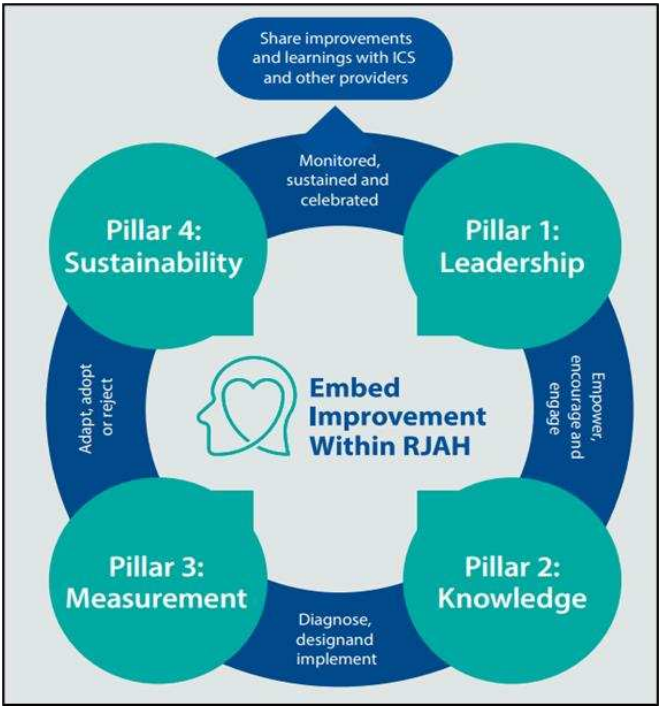 Share improvements
and learnings with ICS
and other providers
Monitored,
sustained and
celebrated
Pillar 4:
Sustainability
Pillar 1:
Leadership
Adapt, adopt
or reject
Embed
Improvement
Within RJAH
Empower,
encourage and
engage
Pillar 3:
Measurement
Pillar 2:
Knowledge
Diagnose,
designand
implement